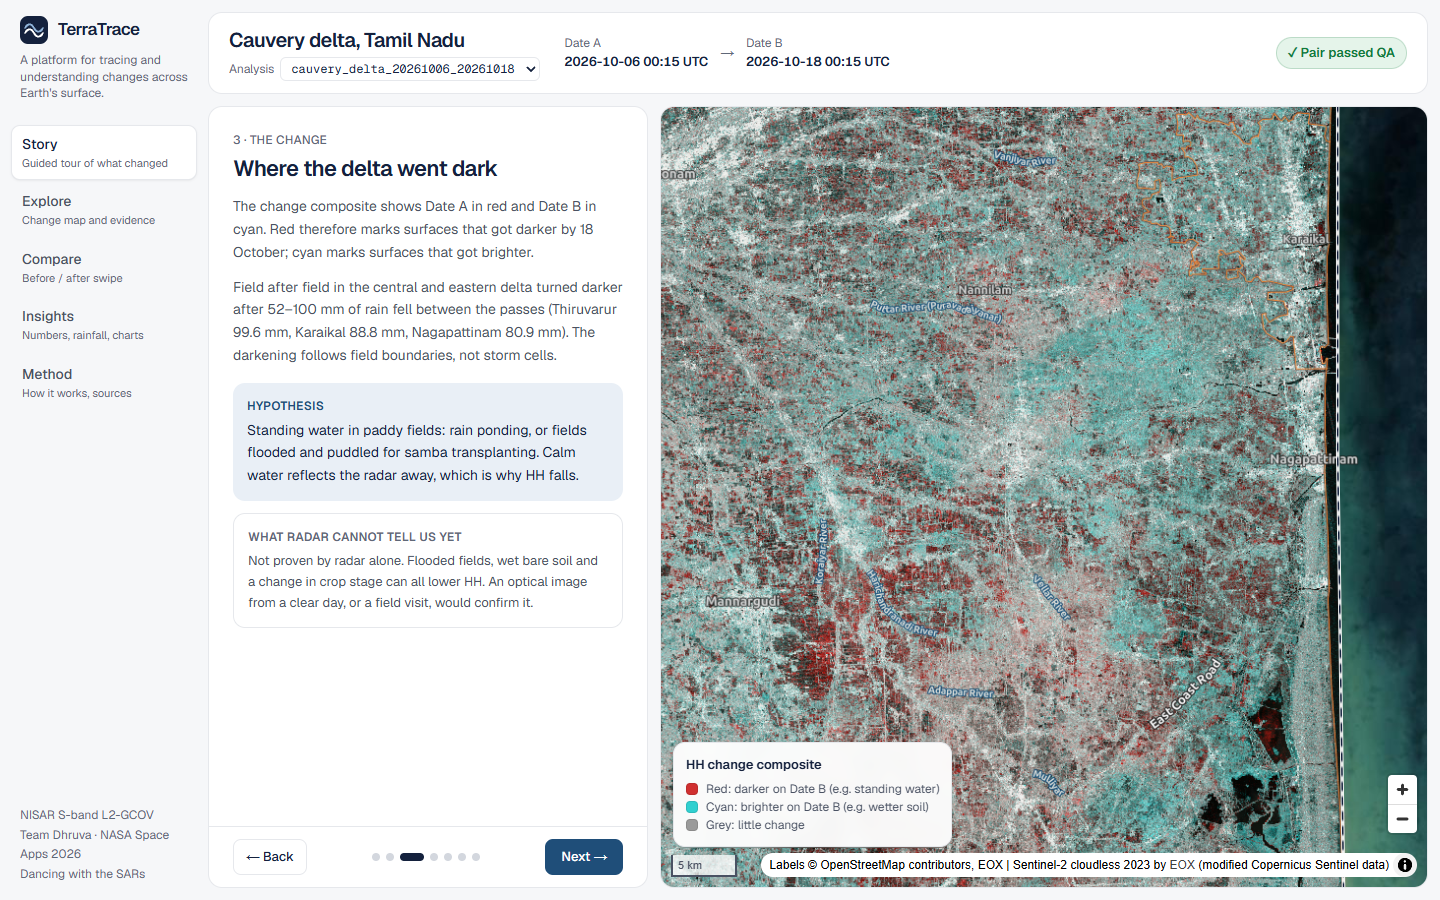 TerraTrace
A platform for tracing and
understanding changes across
Earth's surface.
Story
Guided tour of what changed
Explore
Change map and evidence
Compare
Before / after swipe
Insights
Numbers, rainfall, charts
Method
How it works, sources
NISAR S-band L2-GCOV
Team Dhruva · NASA Space
Apps 2026
Dancing with the SARs
Cauvery delta, Tamil Nadu
Analysis cauvery_delta_20261006_20261018
Date A
2026-10-06 00:15 UTC
→
Date B
2026-10-18 00:15 UTC
✓ Pair passed QA
3 · THE CHANGE
Where the delta went dark
The change composite shows Date A in red and Date B in
cyan. Red therefore marks surfaces that got darker by 18
October; cyan marks surfaces that got brighter.
Field after field in the central and eastern delta turned darker
after 52–100 mm of rain fell between the passes (Thiruvarur
99.6 mm, Karaikal 88.8 mm, Nagapattinam 80.9 mm). The
darkening follows field boundaries, not storm cells.
HYPOTHESIS
Standing water in paddy fields: rain ponding, or fields
flooded and puddled for samba transplanting. Calm
water reflects the radar away, which is why HH falls.
WHAT RADAR CANNOT TELL US YET
Not proven by radar alone. Flooded fields, wet bare soil and
a change in crop stage can all lower HH. An optical image
from a clear day, or a field visit, would confirm it.
← Back
Next →
onam
Vanjiyar River
Karaikal
Nannilam
Puttar River (Puravadaiyanar)
Nagapattinam
Koraiyar River
Harichandranadi River
Vellar River
Mannargudi
Adappar River
East Coast Road
Mulliyar
HH change composite
Red: darker on Date B (e.g. standing water)
Cyan: brighter on Date B (e.g. wetter soil)
Grey: little change
5 km
+
−
Labels © OpenStreetMap contributors, EOX | Sentinel-2 cloudless 2023 by EOX (modified Copernicus Sentinel data)